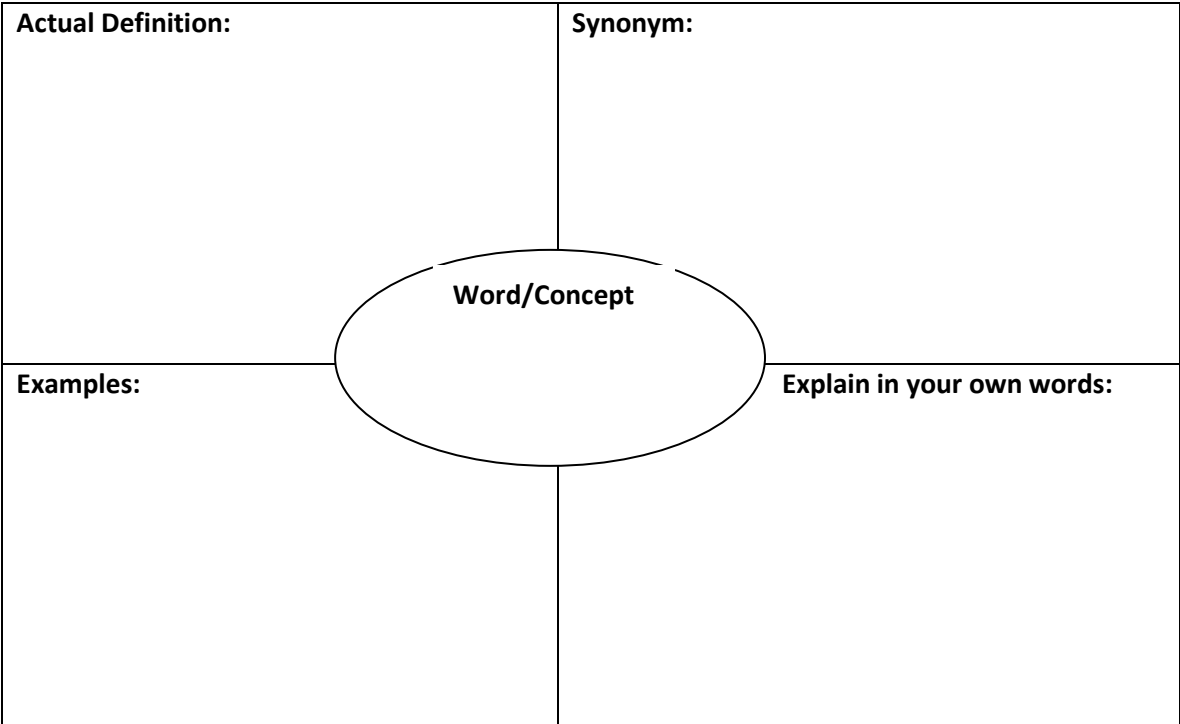 Actual Definition:
Synonym:
Word/Concept
Examples:
Explain in your own words: